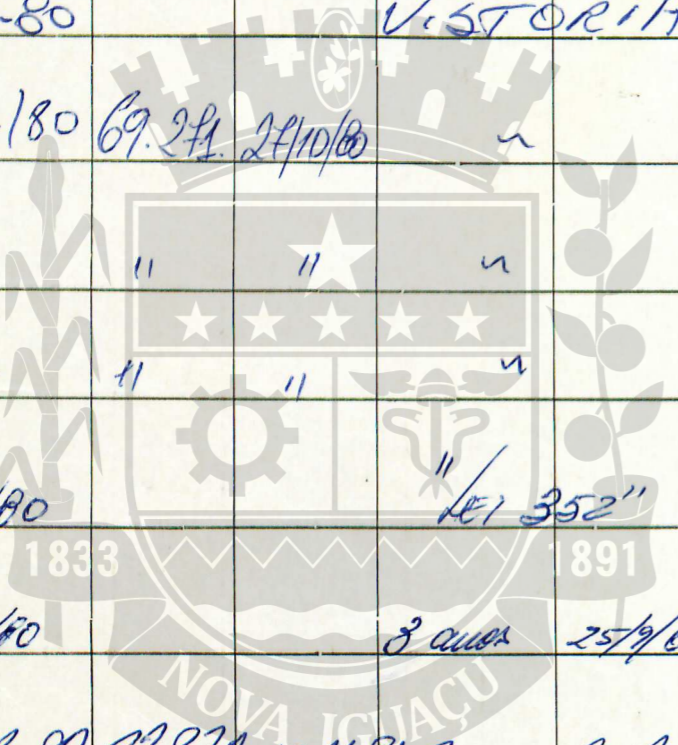 -80 VISTORIA
/80 69.271. 27/10/80 "
" " "
" " "
/80 "LEI 352"
1833 1891
/80 3 anos 25/9/
NOVA IGUAÇU